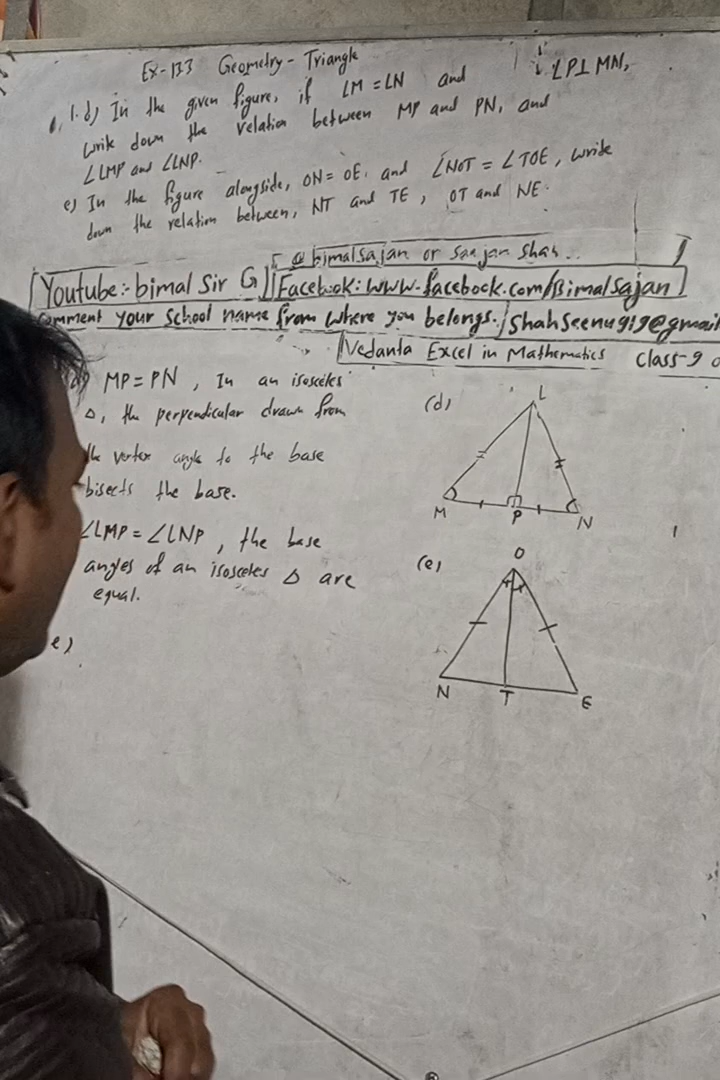 Ex-13.3 Geometry - Triangle
1. d) In the given figure, if LM = LN and LP⊥MN,
write down the relation between MP and PN, and
∠LMP and ∠LNP.
e) In the figure alongside, ON = OE, and ∠NOT = ∠TOE, write
down the relation between, NT and TE, OT and NE.
@ bimalsajan or Saajan Shah..
Youtube:- bimal Sir G Facebook: www.facebook.com/Bimalsajan
comment your school name from where you belongs. Shahseenu919@gmail
Vedanta Excel in Mathematics Class-9
MP = PN, In an isosceles
Δ, the perpendicular drawn from
the vertex angle to the base
bisects the base.
∠LMP = ∠LNP, the base
angles of an isosceles Δ are
equal.
e)
(d)
L
M
P
N
(e)
O
N
T
E